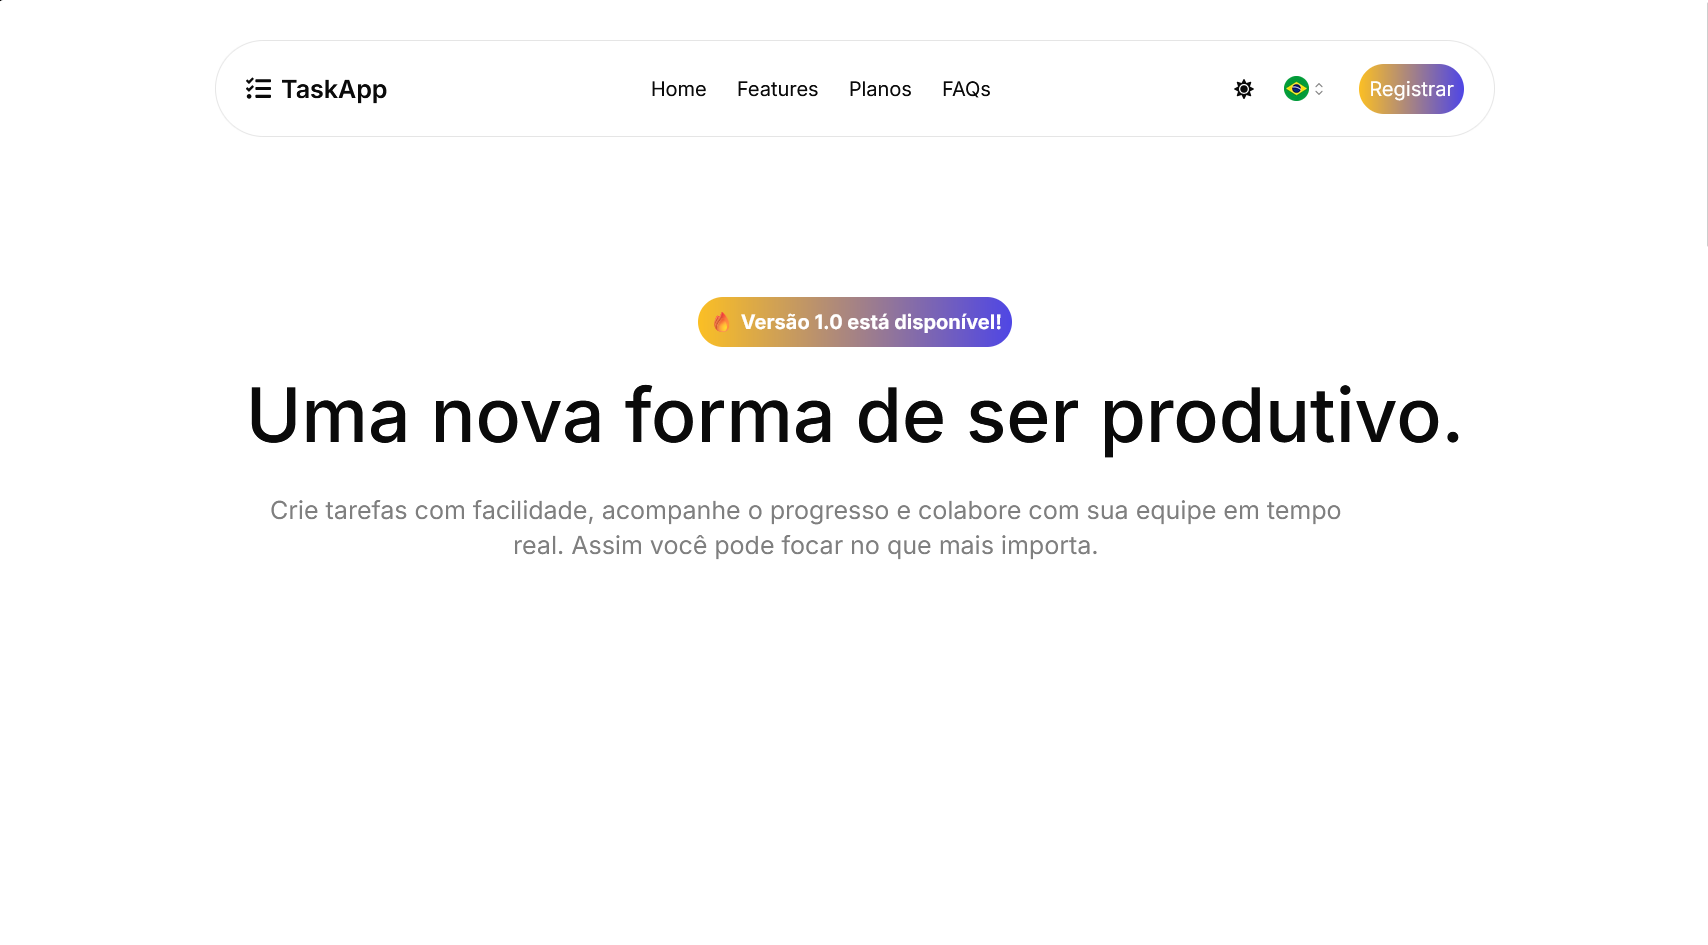 TaskApp
Home
Features
Planos
FAQs
Registrar
Versão 1.0 está disponível!
Uma nova forma de ser produtivo.
Crie tarefas com facilidade, acompanhe o progresso e colabore com sua equipe em tempo
real. Assim você pode focar no que mais importa.